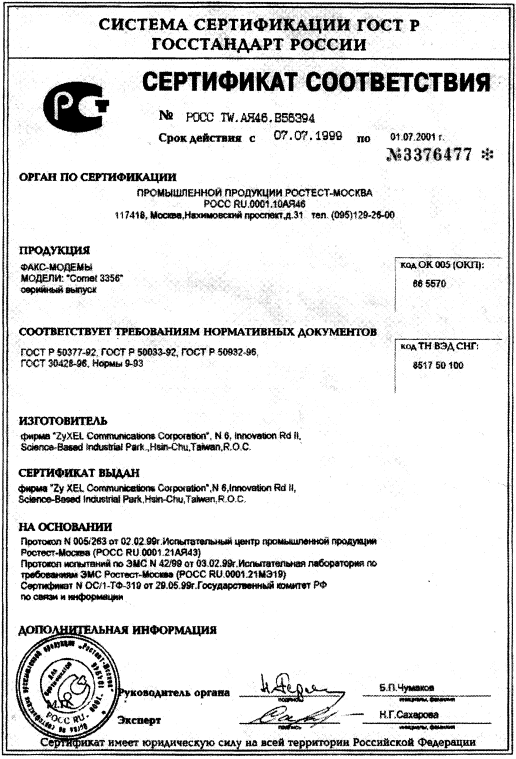 СИСТЕМА СЕРТИФИКАЦИИ ГОСТ Р
ГОССТАНДАРТ РОССИИ
РСТ
СЕРТИФИКАТ СООТВЕТСТВИЯ
№ РОСС TW.АЯ46.В56394
Срок действия с 07.07.1999 по 01.07.2001 г.
№3376477 ✻
ОРГАН ПО СЕРТИФИКАЦИИ
ПРОМЫШЛЕННОЙ ПРОДУКЦИИ РОСТЕСТ-МОСКВА
РОСС RU.0001.10АЯ46
117418, Москва,Нахимовский проспект,д.31 тел. (095)129-26-00
ПРОДУКЦИЯ
ФАКС-МОДЕМЫ
МОДЕЛИ: "Comet 3356"
серийный выпуск
код ОК 005 (ОКП):
66 5570
СООТВЕТСТВУЕТ ТРЕБОВАНИЯМ НОРМАТИВНЫХ ДОКУМЕНТОВ
ГОСТ Р 50377-92, ГОСТ Р 50033-92, ГОСТ Р 50932-96,
ГОСТ 30428-96, Нормы 9-93
код ТН ВЭД СНГ:
8517 50 100
ИЗГОТОВИТЕЛЬ
фирма "ZyXEL Communications Corporation", N 6, Innovation Rd II,
Science-Based Industrial Park.,Hsin-Chu,Taiwan,R.O.C.
СЕРТИФИКАТ ВЫДАН
фирма "Zy XEL Communications Corporation",N 6,Innovation Rd II,
Science-Based Industrial Park,Hsin-Chu,Taiwan,R.O.C.
НА ОСНОВАНИИ
Протокол N 005/263 от 02.02.99г.Испытательный центр промышленной продукции
Ростест-Москва (РОСС RU.0001.21АЯ43)
Протокол испытаний по ЭМС N 42/99 от 03.02.99г.Испытательная лаборатория по
требованиям ЭМС Ростест-Москва (РОСС RU.0001.21МЭ19)
Сертификат N ОС/1-ТФ-319 от 29.05.99г.Государственный комитет РФ
по связи и информации
ДОПОЛНИТЕЛЬНАЯ ИНФОРМАЦИЯ
М.П.
РОСС RU.
Руководитель органа
подпись
Б.П.Чумаков
инициалы, фамилия
Эксперт
подпись
Н.Г.Сахарова
инициалы, фамилия
Сертификат имеет юридическую силу на всей территории Российской Федерации